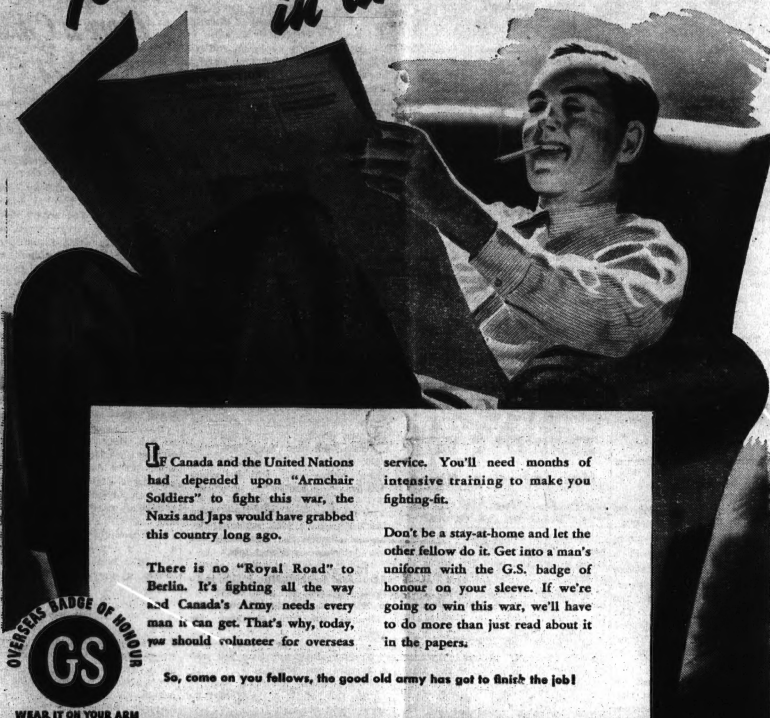 in
IF Canada and the United Nations
had depended upon "Armchair
Soldiers" to fight this war, the
Nazis and Japs would have grabbed
this country long ago.
There is no "Royal Road" to
Berlin. It's fighting all the way
and Canada's Army needs every
man it can get. That's why, today,
you should volunteer for overseas
service. You'll need months of
intensive training to make you
fighting-fit.
Don't be a stay-at-home and let the
other fellow do it. Get into a man's
uniform with the G.S. badge of
honour on your sleeve. If we're
going to win this war, we'll have
to do more than just read about it
in the papers.
So, come on you fellows, the good old army has got to finish the job!
OVERSEAS BADGE OF HONOUR
GS
WEAR IT ON YOUR ARM